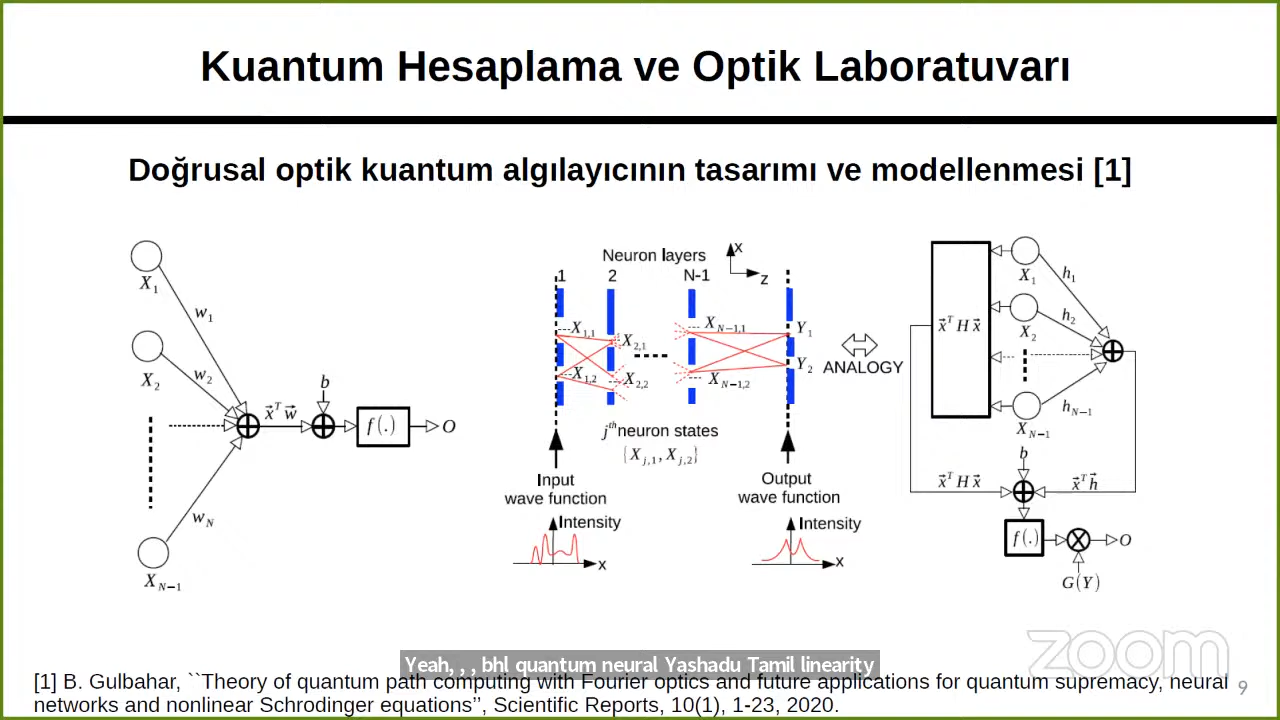 Kuantum Hesaplama ve Optik Laboratuvarı
Doğrusal optik kuantum algılayıcının tasarımı ve modellenmesi [1]
X₁
w₁
X₂
w₂
b
x⃗ᵀ w⃗
f(.)
O
w_N
X_{N−1}
Neuron layers
x
z
1
2
N-1
X_{1,1}
X_{2,1}
X_{N−1,1}
Y₁
X_{1,2}
X_{2,2}
X_{N−1,2}
Y₂
jᵗʰ neuron states
{X_{j,1}, X_{j,2}}
Input
wave function
Output
wave function
Intensity
x
Intensity
x
ANALOGY
x⃗ᵀ H x⃗
X₁
h₁
X₂
h₂
h_{N−1}
X_{N−1}
b
x⃗ᵀ H x⃗
x⃗ᵀ h⃗
f(.)
O
G(Y)
zoom
Yeah, , , bhl quantum neural Yashadu Tamil linearity
[1] B. Gulbahar, ``Theory of quantum path computing with Fourier optics and future applications for quantum supremacy, neural
networks and nonlinear Schrodinger equations'', Scientific Reports, 10(1), 1-23, 2020.
9